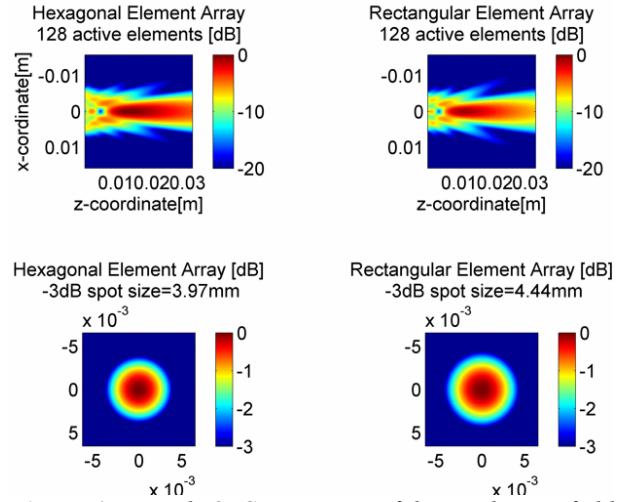 Hexagonal Element Array
128 active elements [dB]
x-cordinate[m]
-0.01
0
0.01
0.010.020.03
z-coordinate[m]
0
-10
-20
Rectangular Element Array
128 active elements [dB]
-0.01
0
0.01
0.010.020.03
z-coordinate[m]
0
-10
-20
Hexagonal Element Array [dB]
-3dB spot size=3.97mm
x 10-3
-5
0
5
-5 0 5
x 10-3
0
-1
-2
-3
Rectangular Element Array [dB]
-3dB spot size=4.44mm
x 10-3
-5
0
5
-5 0 5
x 10-3
0
-1
-2
-3